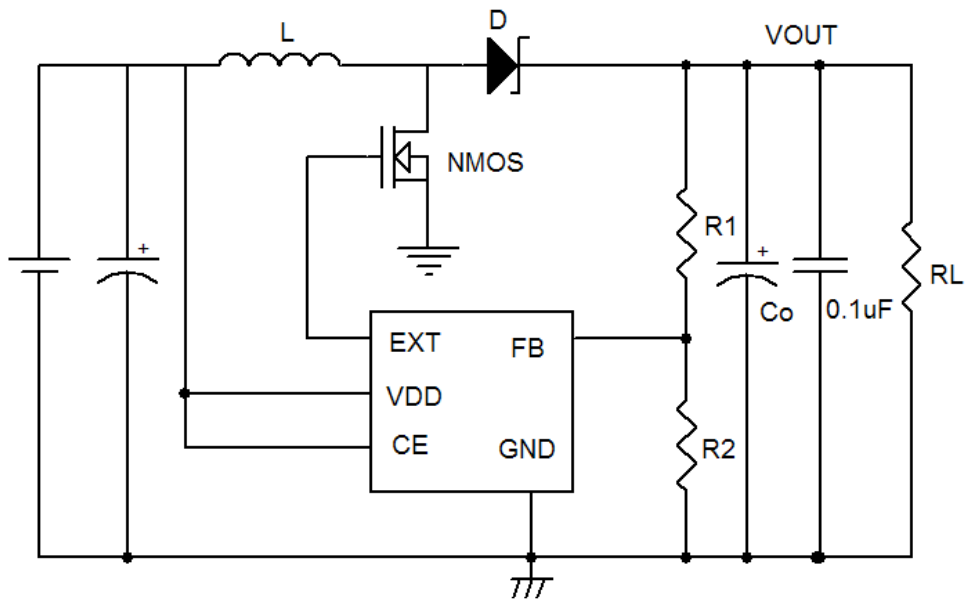 L
D
VOUT
NMOS
+
R1
+
Co
0.1uF
RL
EXT
FB
VDD
CE
GND
R2